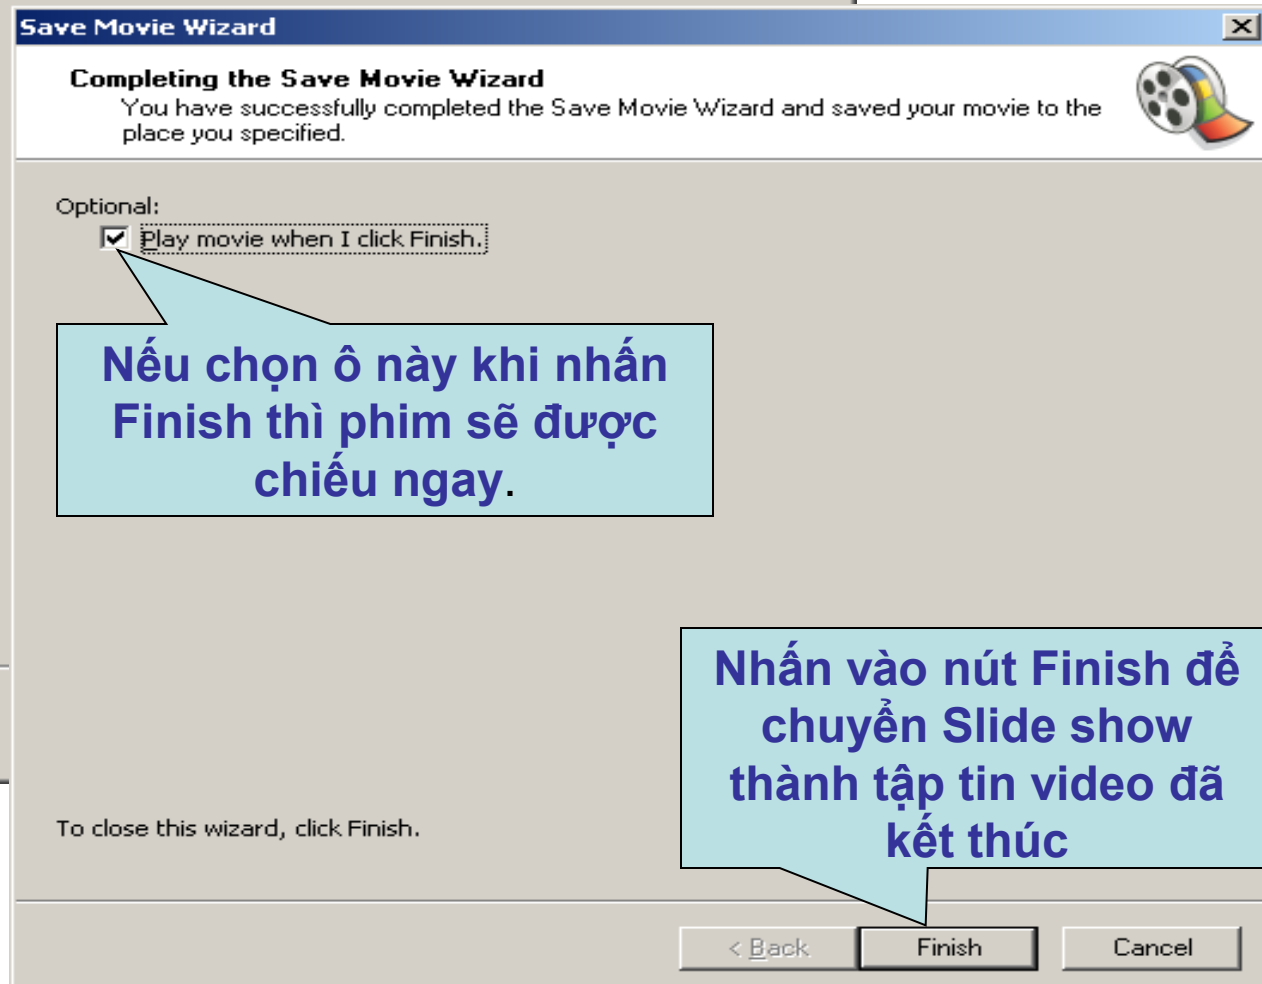 Save Movie Wizard
Completing the Save Movie Wizard
You have successfully completed the Save Movie Wizard and saved your movie to the
place you specified.
Optional:
Play movie when I click Finish.
Nếu chọn ô này khi nhấn
Finish thì phim sẽ được
chiếu ngay.
Nhấn vào nút Finish để
chuyển Slide show
thành tập tin video đã
kết thúc
To close this wizard, click Finish.
< Back
Finish
Cancel